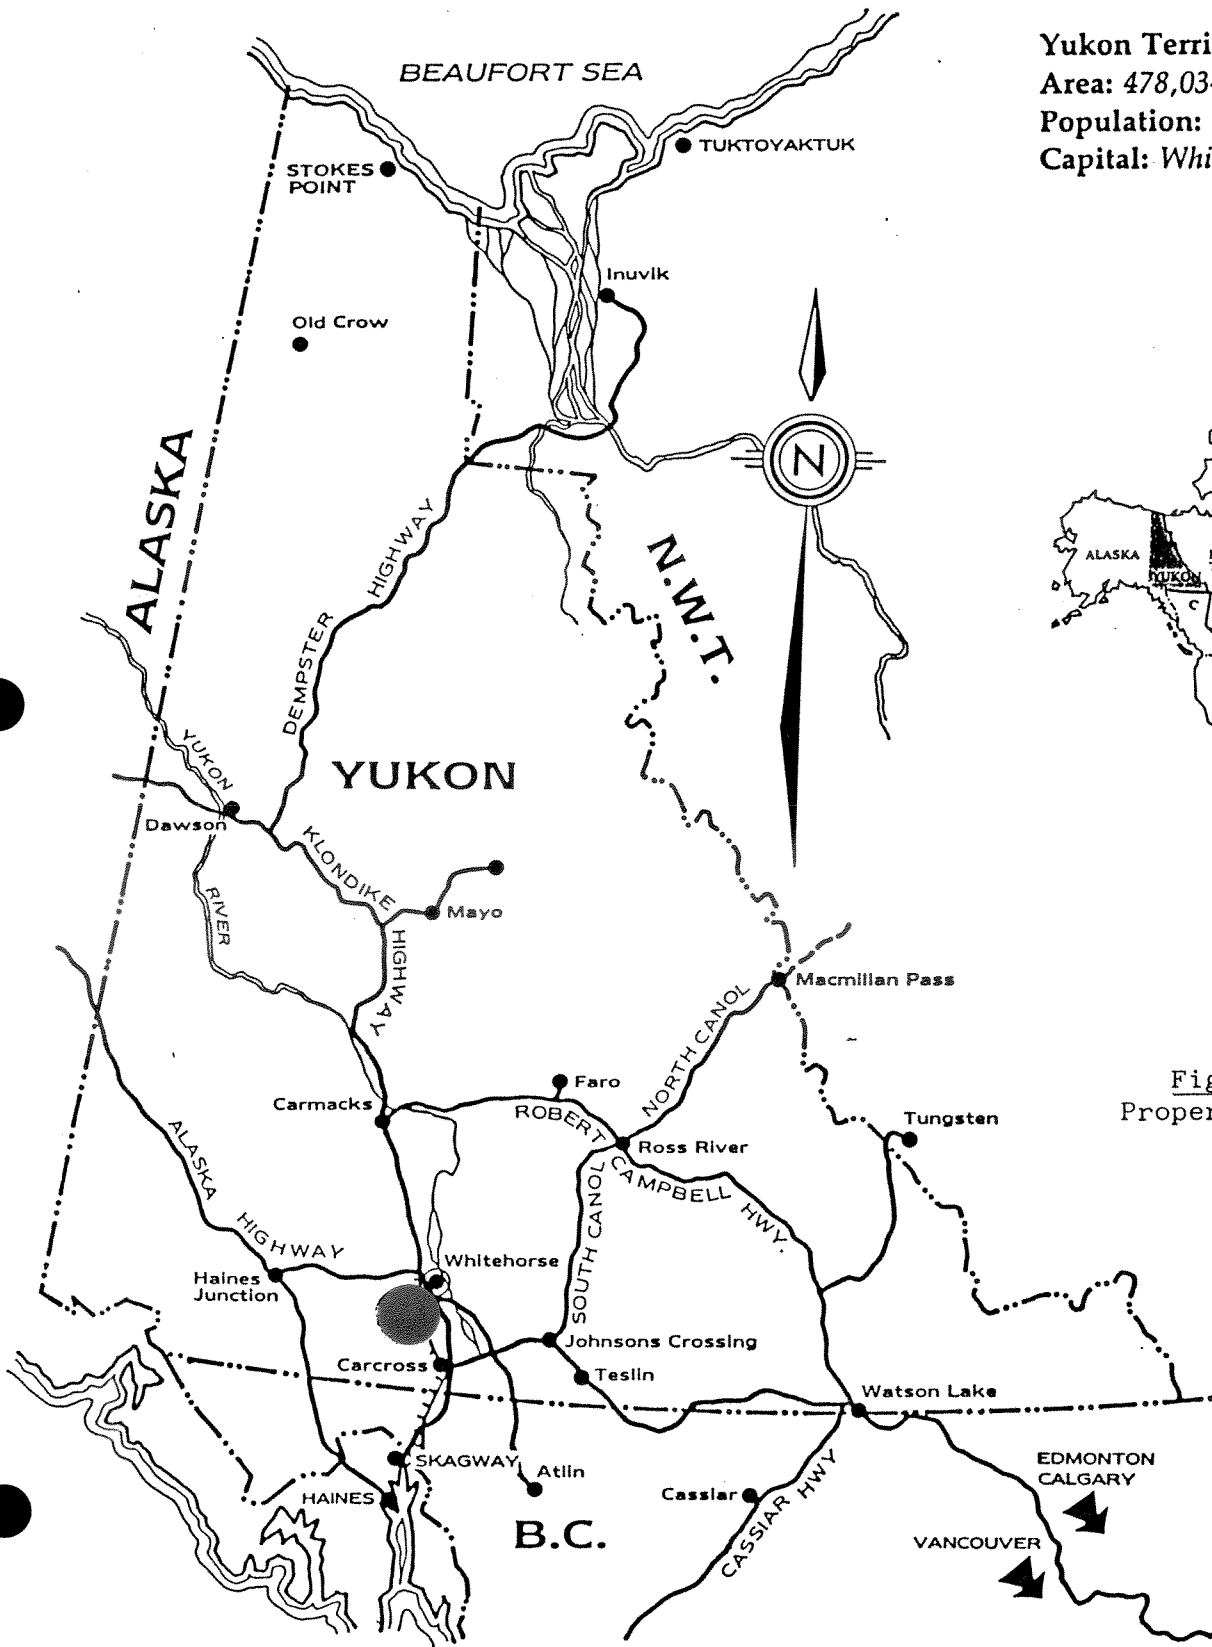 BEAUFORT SEA
Yukon Terri
Area: 478,03
Population:
Capital: Whi
TUKTOYAKTUK
STOKES
POINT
Inuvik
Old Crow
ALASKA
N
DEMPSTER HIGHWAY
N.W.T.
ALASKA
YUKON
C
YUKON RIVER
YUKON
Dawson
KLONDIKE HIGHWAY
Mayo
Macmillan Pass
NORTH CANOL
Fig
Proper
Faro
Carmacks
ROBERT CAMPBELL HWY.
Ross River
Tungsten
ALASKA HIGHWAY
SOUTH CANOL
Whitehorse
Haines
Junction
Johnsons Crossing
Carcross
Teslin
Watson Lake
SKAGWAY
Atlin
HAINES
Cassiar
CASSIAR HWY
B.C.
EDMONTON
CALGARY
VANCOUVER